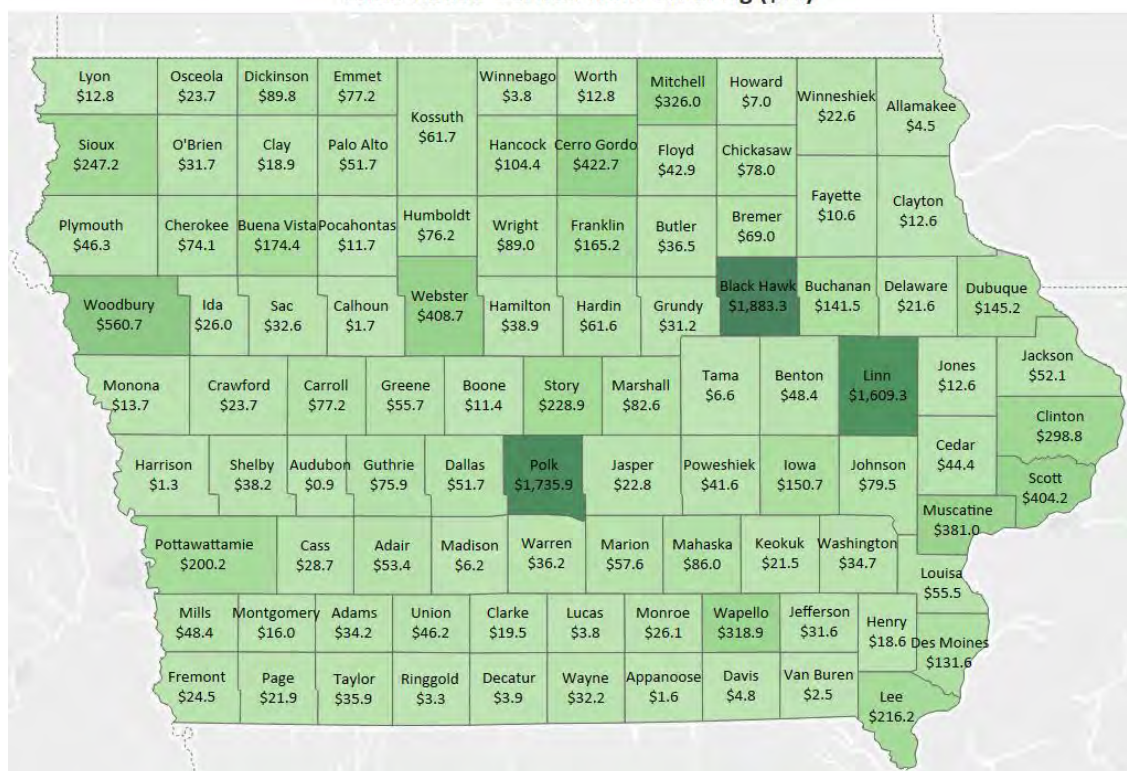 Lyon
$12.8
Osceola
$23.7
Dickinson
$89.8
Emmet
$77.2
Kossuth
$61.7
Winnebago
$3.8
Worth
$12.8
Mitchell
$326.0
Howard
$7.0
Winneshiek
$22.6
Allamakee
$4.5
Sioux
$247.2
O'Brien
$31.7
Clay
$18.9
Palo Alto
$51.7
Hancock
$104.4
Cerro Gordo
$422.7
Floyd
$42.9
Chickasaw
$78.0
Fayette
$10.6
Clayton
$12.6
Plymouth
$46.3
Cherokee
$74.1
Buena Vista
$174.4
Pocahontas
$11.7
Humboldt
$76.2
Wright
$89.0
Franklin
$165.2
Butler
$36.5
Bremer
$69.0
Woodbury
$560.7
Ida
$26.0
Sac
$32.6
Calhoun
$1.7
Webster
$408.7
Hamilton
$38.9
Hardin
$61.6
Grundy
$31.2
Black Hawk
$1,883.3
Buchanan
$141.5
Delaware
$21.6
Dubuque
$145.2
Monona
$13.7
Crawford
$23.7
Carroll
$77.2
Greene
$55.7
Boone
$11.4
Story
$228.9
Marshall
$82.6
Tama
$6.6
Benton
$48.4
Linn
$1,609.3
Jones
$12.6
Jackson
$52.1
Clinton
$298.8
Harrison
$1.3
Shelby
$38.2
Audubon
$0.9
Guthrie
$75.9
Dallas
$51.7
Polk
$1,735.9
Jasper
$22.8
Poweshiek
$41.6
Iowa
$150.7
Johnson
$79.5
Cedar
$44.4
Scott
$404.2
Muscatine
$381.0
Pottawattamie
$200.2
Cass
$28.7
Adair
$53.4
Madison
$6.2
Warren
$36.2
Marion
$57.6
Mahaska
$86.0
Keokuk
$21.5
Washington
$34.7
Louisa
$55.5
Mills
$48.4
Montgomery
$16.0
Adams
$34.2
Union
$46.2
Clarke
$19.5
Lucas
$3.8
Monroe
$26.1
Wapello
$318.9
Jefferson
$31.6
Henry
$18.6
Des Moines
$131.6
Fremont
$24.5
Page
$21.9
Taylor
$35.9
Ringgold
$3.3
Decatur
$3.9
Wayne
$32.2
Appanoose
$1.6
Davis
$4.8
Van Buren
$2.5
Lee
$216.2